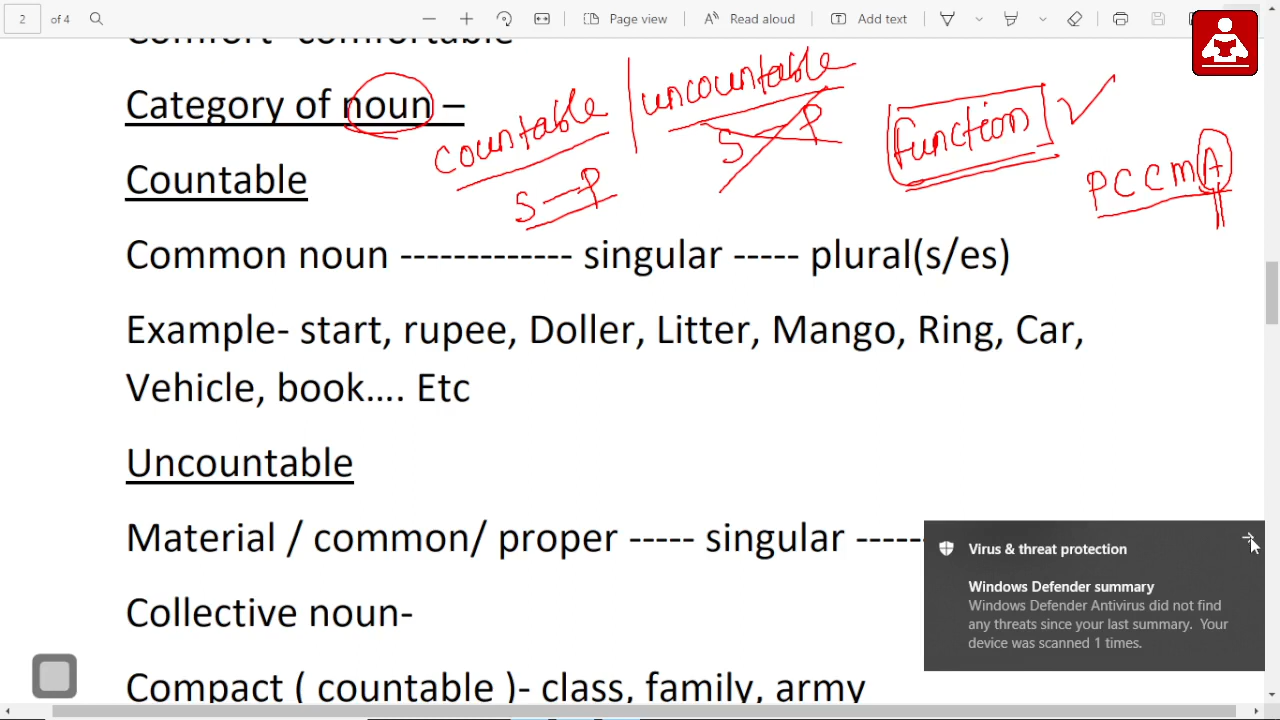 2 of 4 Page view Read aloud Add text
Comfort- comfortable
Category of noun –
countable | uncountable
S — P
S — P
Function ✓
PCCMA
Countable
Common noun ------------- singular ----- plural(s/es)
Example- start, rupee, Doller, Litter, Mango, Ring, Car,
Vehicle, book.... Etc
Uncountable
Material / common/ proper ----- singular -----
Virus & threat protection
Windows Defender summary
Windows Defender Antivirus did not find
any threats since your last summary. Your
device was scanned 1 times.
Collective noun-
Compact ( countable )- class, family, army